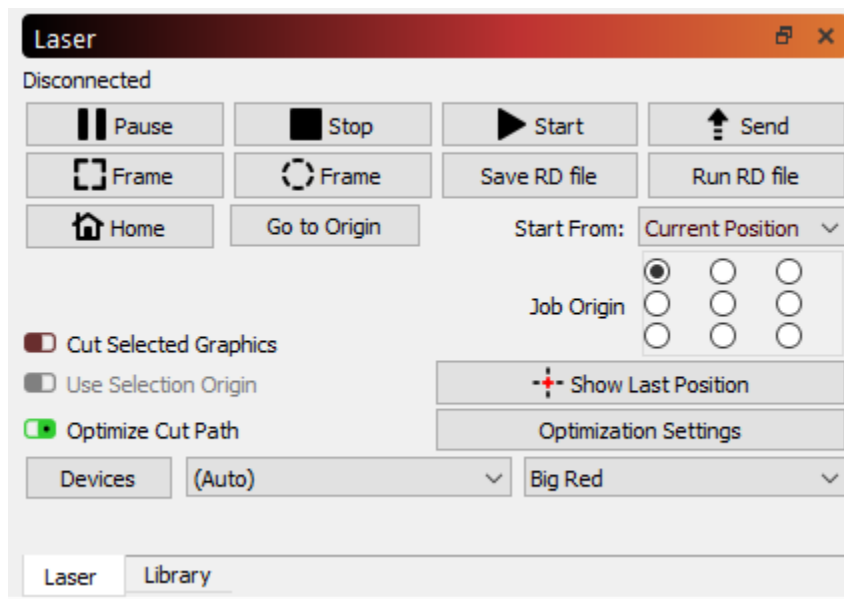 Laser
Disconnected
Pause Stop Start Send
Frame Frame Save RD file Run RD file
Home Go to Origin Start From: Current Position
Job Origin
Cut Selected Graphics
Use Selection Origin Show Last Position
Optimize Cut Path Optimization Settings
Devices (Auto) Big Red
Laser Library